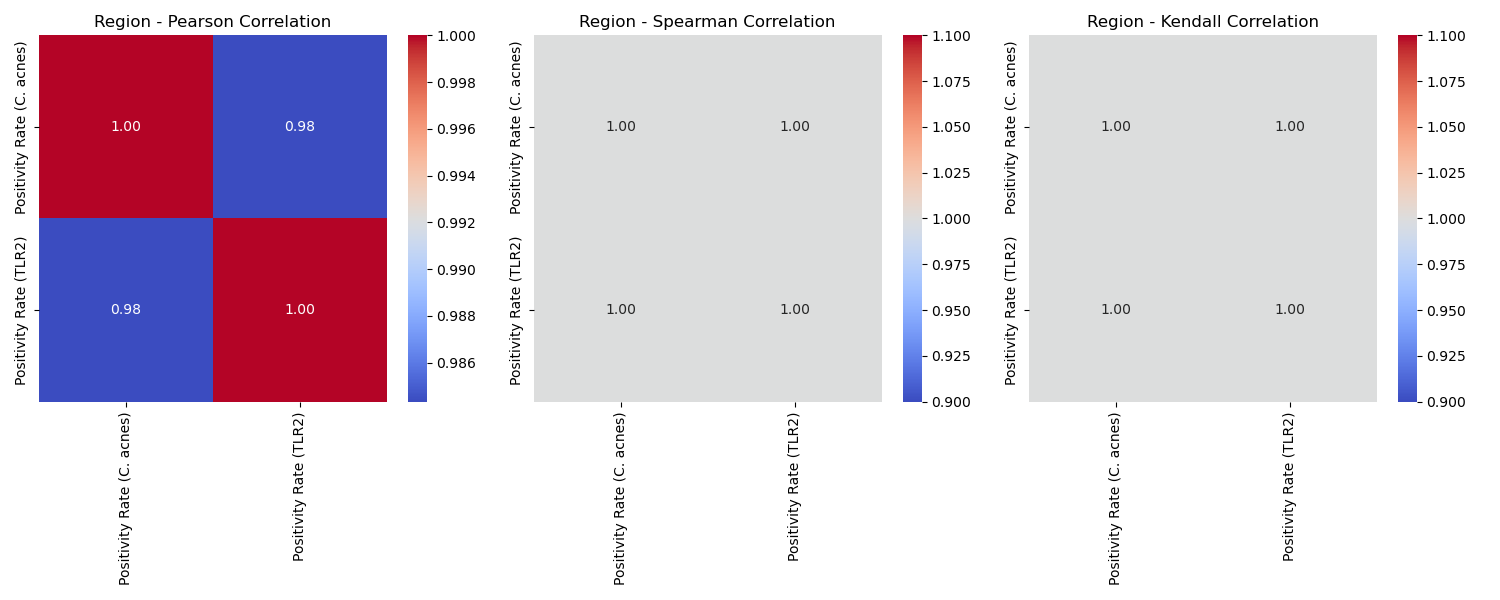 Region - Pearson Correlation
Positivity Rate (C. acnes)
Positivity Rate (TLR2)
1.00
0.98
0.98
1.00
Positivity Rate (C. acnes)
Positivity Rate (TLR2)
1.000
0.998
0.996
0.994
0.992
0.990
0.988
0.986
Region - Spearman Correlation
Positivity Rate (C. acnes)
Positivity Rate (TLR2)
1.00
1.00
1.00
1.00
Positivity Rate (C. acnes)
Positivity Rate (TLR2)
1.100
1.075
1.050
1.025
1.000
0.975
0.950
0.925
0.900
Region - Kendall Correlation
Positivity Rate (C. acnes)
Positivity Rate (TLR2)
1.00
1.00
1.00
1.00
Positivity Rate (C. acnes)
Positivity Rate (TLR2)
1.100
1.075
1.050
1.025
1.000
0.975
0.950
0.925
0.900